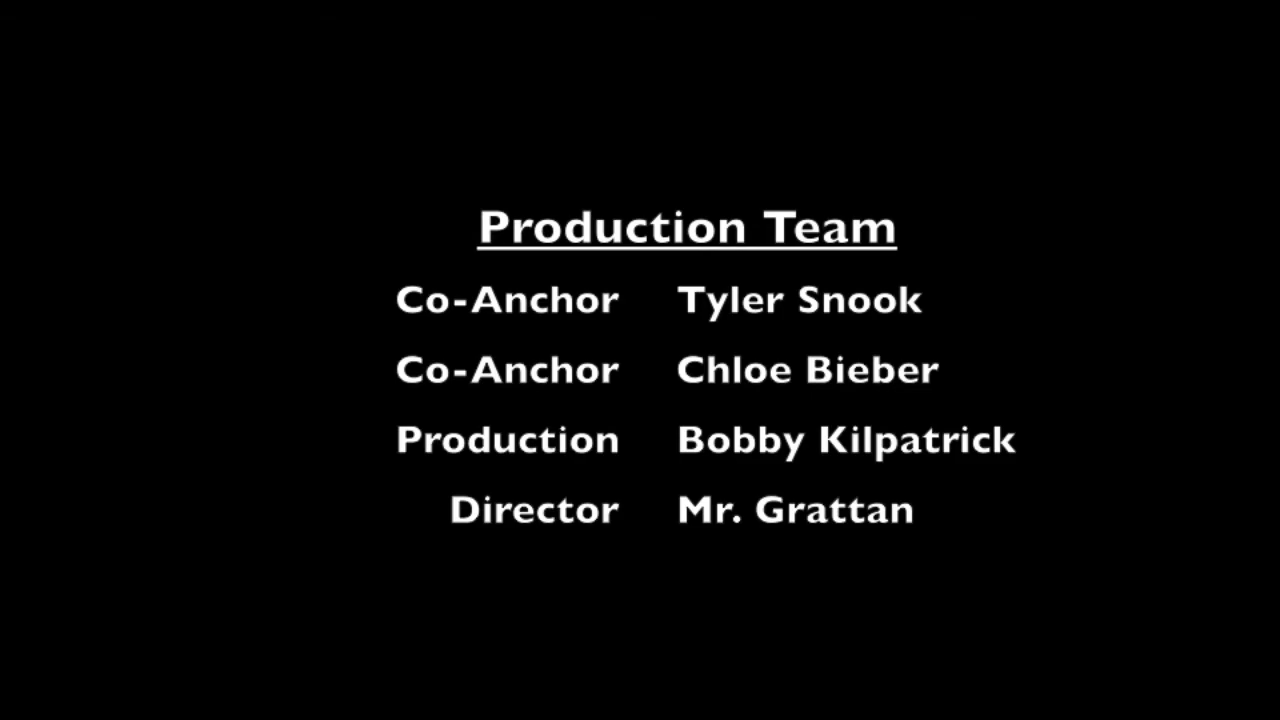 Production Team
Co-Anchor Tyler Snook
Co-Anchor Chloe Bieber
Production Bobby Kilpatrick
Director Mr. Grattan